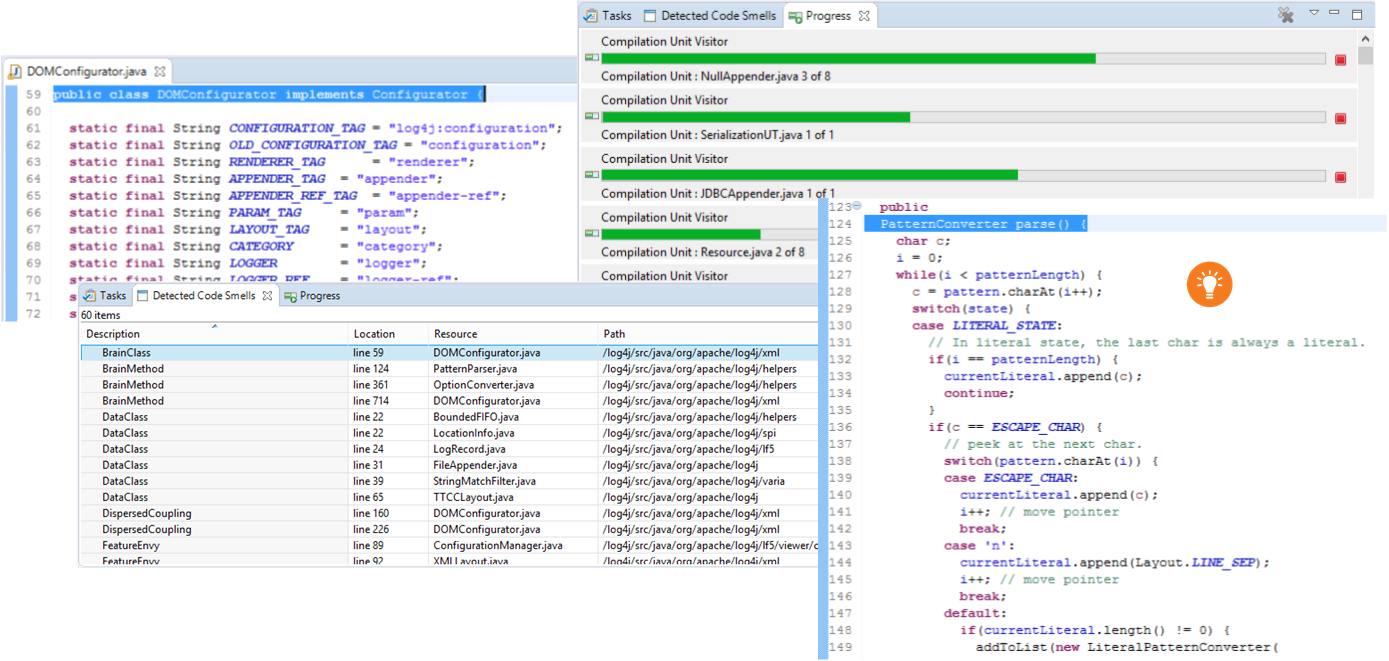 DOMConfigurator.java
59 public class DOMConfigurator implements Configurator {
60
61 static final String CONFIGURATION_TAG = "log4j:configuration";
62 static final String OLD_CONFIGURATION_TAG = "configuration";
63 static final String RENDERER_TAG = "renderer";
64 static final String APPENDER_TAG = "appender";
65 static final String APPENDER_REF_TAG = "appender-ref";
66 static final String PARAM_TAG = "param";
67 static final String LAYOUT_TAG = "layout";
68 static final String CATEGORY = "category";
69 static final String LOGGER = "logger";
70 static final String LOGGER_REF = "logger-ref";
71 s
72 s
Tasks Detected Code Smells Progress
Compilation Unit Visitor
Compilation Unit : NullAppender.java 3 of 8
Compilation Unit Visitor
Compilation Unit : SerializationUT.java 1 of 1
Compilation Unit Visitor
Compilation Unit : JDBCAppender.java 1 of 1
Compilation Unit Visitor
Compilation Unit : Resource.java 2 of 8
Compilation Unit Visitor
Tasks Detected Code Smells Progress
60 items
Description Location Resource Path
BrainClass line 59 DOMConfigurator.java /log4j/src/java/org/apache/log4j/xml
BrainMethod line 124 PatternParser.java /log4j/src/java/org/apache/log4j/helpers
BrainMethod line 361 OptionConverter.java /log4j/src/java/org/apache/log4j/helpers
BrainMethod line 714 DOMConfigurator.java /log4j/src/java/org/apache/log4j/xml
DataClass line 22 BoundedFIFO.java /log4j/src/java/org/apache/log4j/helpers
DataClass line 22 LocationInfo.java /log4j/src/java/org/apache/log4j/spi
DataClass line 24 LogRecord.java /log4j/src/java/org/apache/log4j/lf5
DataClass line 31 FileAppender.java /log4j/src/java/org/apache/log4j
DataClass line 39 StringMatchFilter.java /log4j/src/java/org/apache/log4j/varia
DataClass line 65 TTCCLayout.java /log4j/src/java/org/apache/log4j
DispersedCoupling line 160 DOMConfigurator.java /log4j/src/java/org/apache/log4j/xml
DispersedCoupling line 226 DOMConfigurator.java /log4j/src/java/org/apache/log4j/xml
FeatureEnvy line 89 ConfigurationManager.java /log4j/src/java/org/apache/log4j/lf5/viewer/c
FeatureEnvy line 92 XMLLayout.java /log4j/src/java/org/apache/log4j/xml
123 public
124 PatternConverter parse() {
125 char c;
126 i = 0;
127 while(i < patternLength) {
128 c = pattern.charAt(i++);
129 switch(state) {
130 case LITERAL_STATE:
131 // In literal state, the last char is always a literal.
132 if(i == patternLength) {
133 currentLiteral.append(c);
134 continue;
135 }
136 if(c == ESCAPE_CHAR) {
137 // peek at the next char.
138 switch(pattern.charAt(i)) {
139 case ESCAPE_CHAR:
140 currentLiteral.append(c);
141 i++; // move pointer
142 break;
143 case 'n':
144 currentLiteral.append(Layout.LINE_SEP);
145 i++; // move pointer
146 break;
147 default:
148 if(currentLiteral.length() != 0) {
149 addToList(new LiteralPatternConverter(